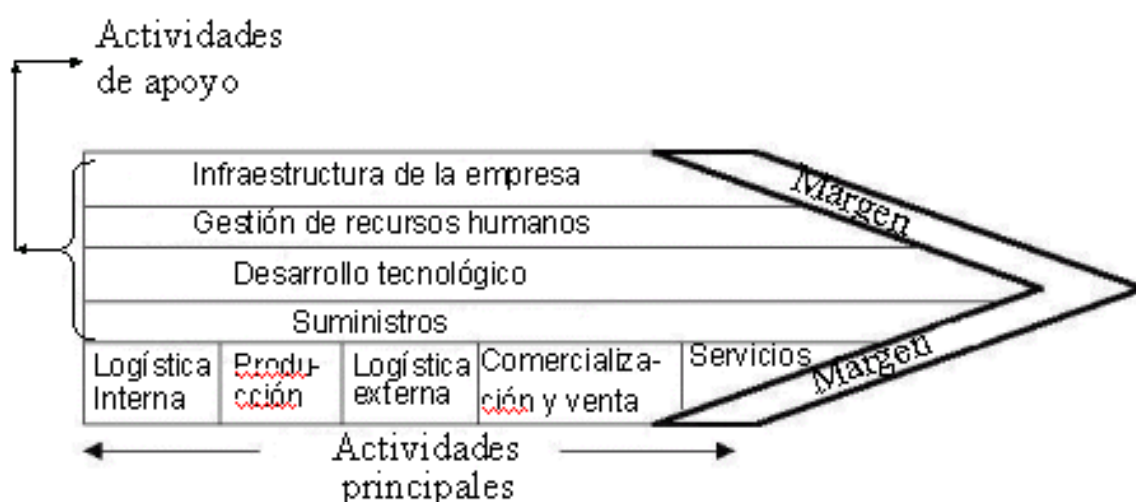 Actividades
de apoyo
Infraestructura de la empresa
Margen
Gestión de recursos humanos
Desarrollo tecnológico
Suministros
Logística
Interna
Produ-
cción
Logística
externa
Comercializa-
ción y venta
Servicios
Margen
Actividades
principales